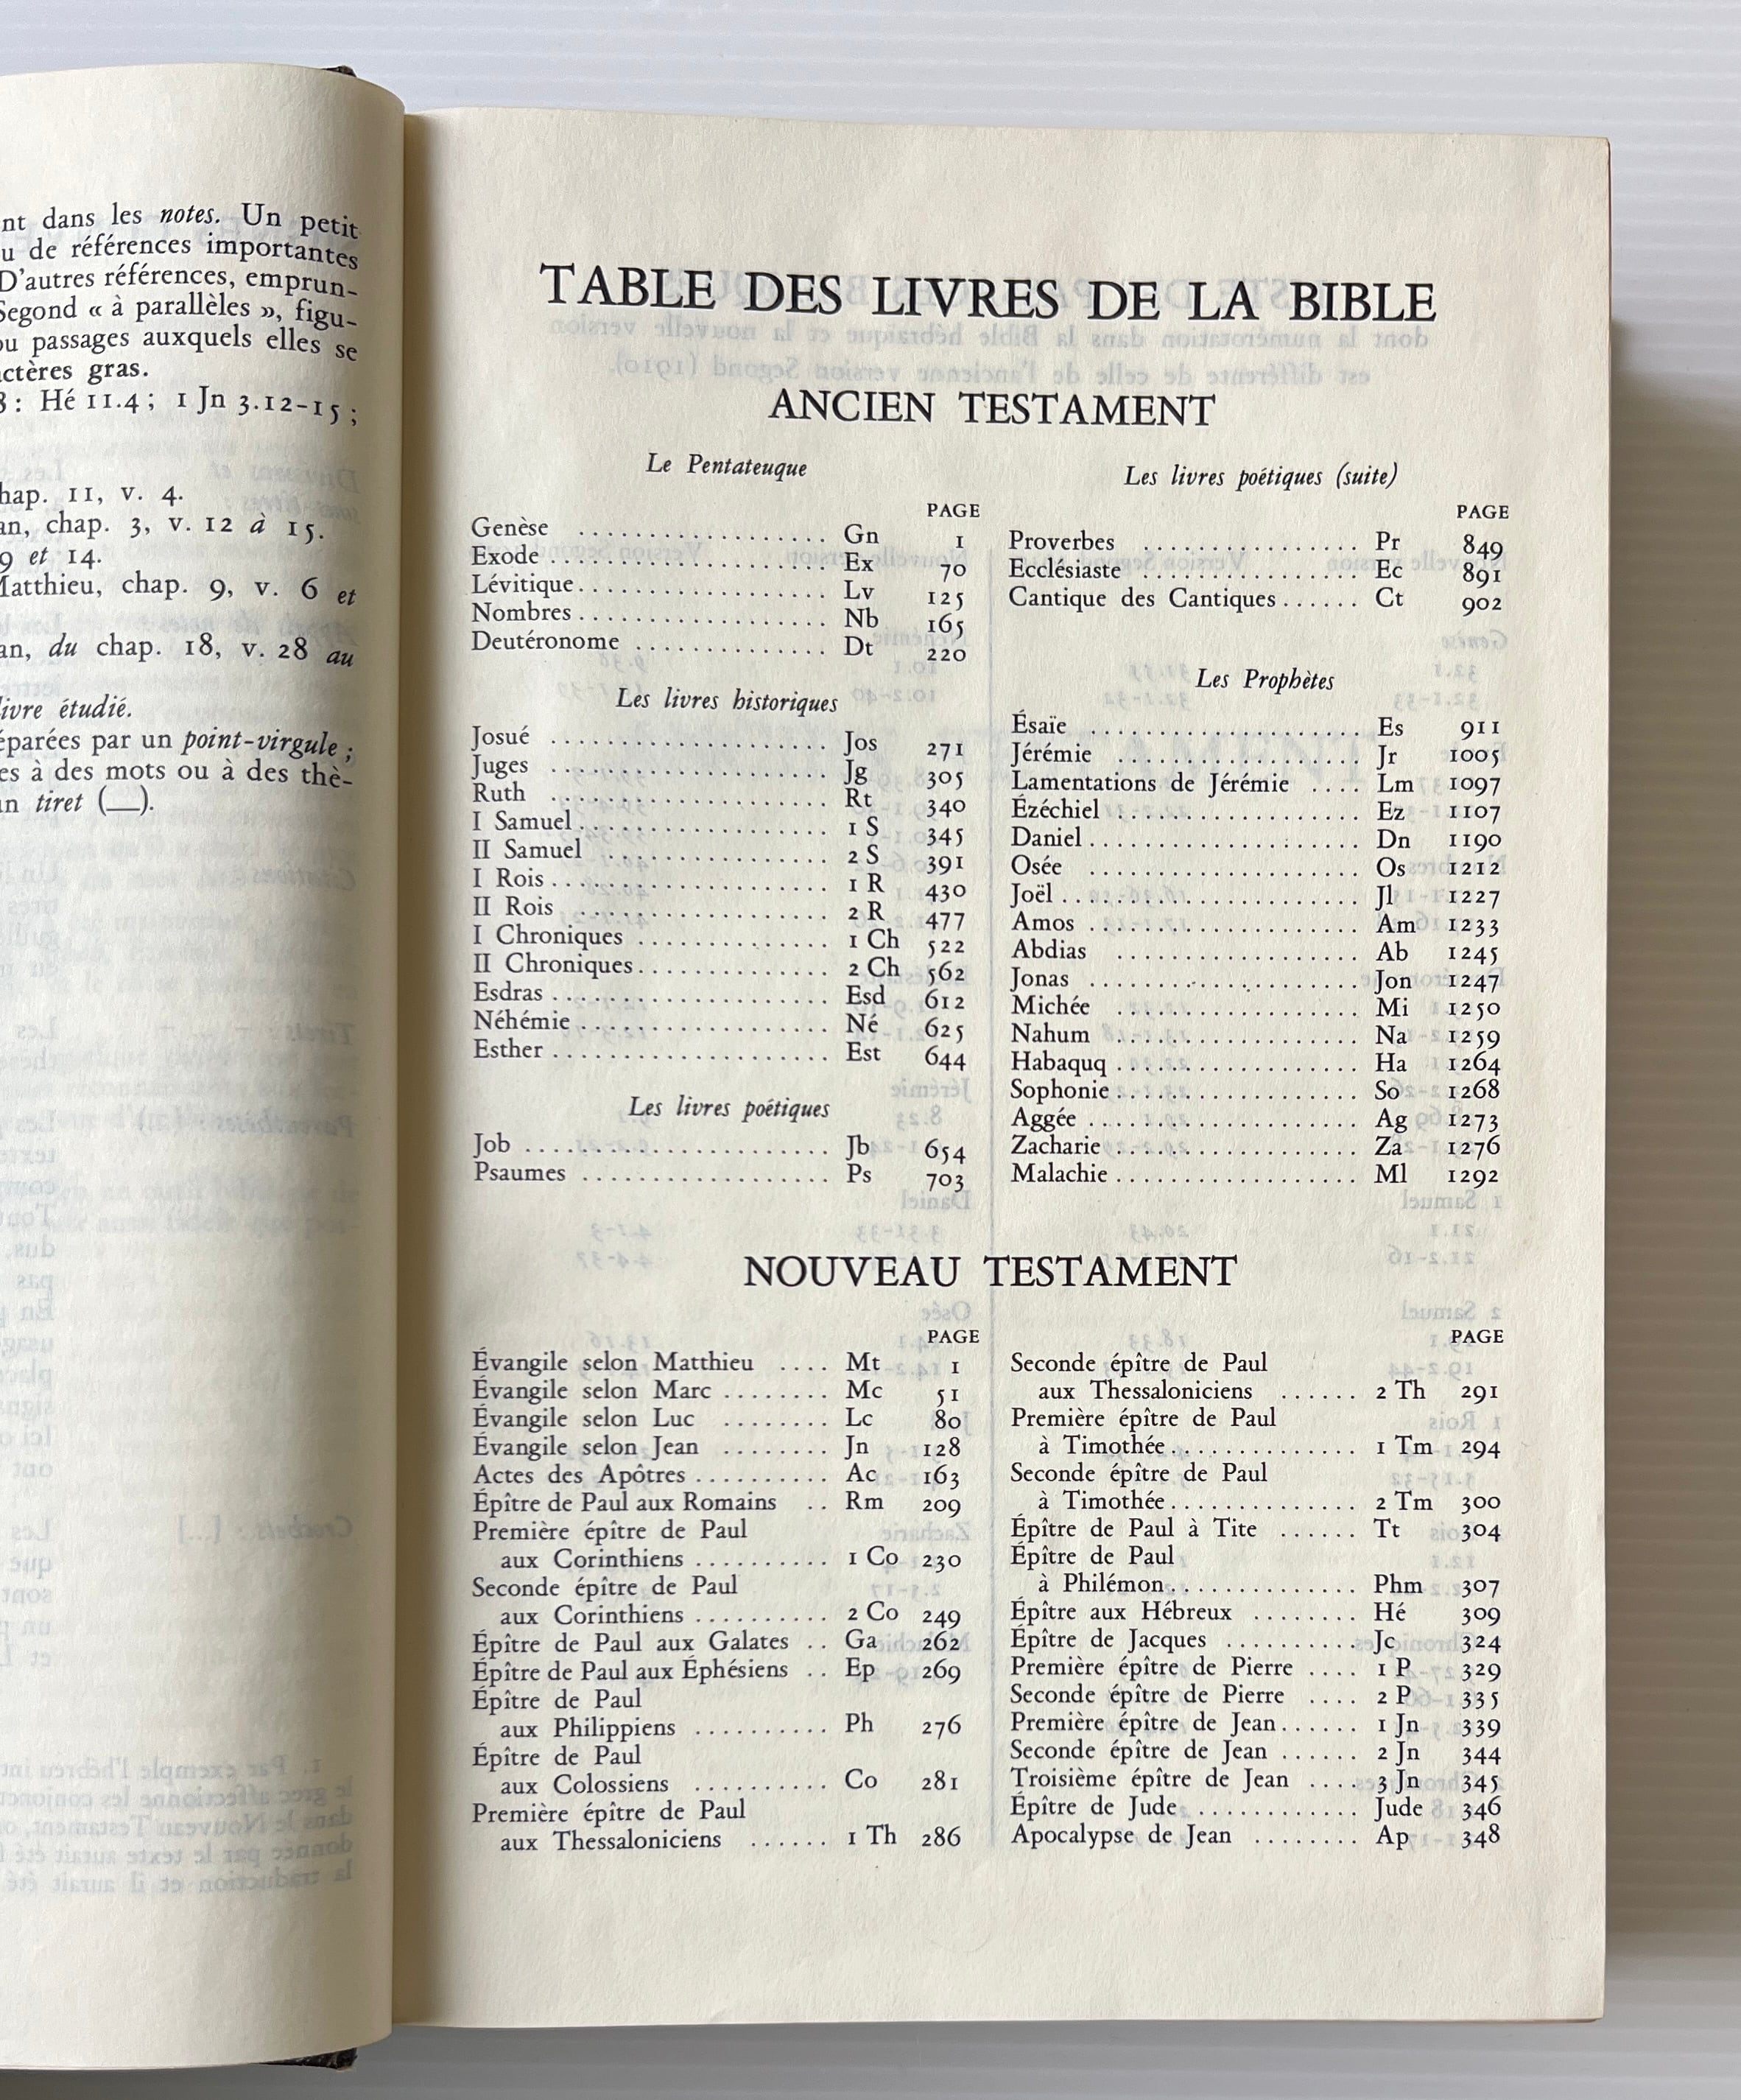 nt dans les notes. Un petit
u de références importantes
D'autres références, emprun-
Segond « à parallèles », figu-
ou passages auxquels elles se
ctères gras.
8 : Hé 11.4 ; 1 Jn 3.12-15 ;
hap. 11, v. 4.
an, chap. 3, v. 12 à 15.
9 et 14.
Matthieu, chap. 9, v. 6 et
an, du chap. 18, v. 28 au
livre étudié.
éparées par un point-virgule ;
es à des mots ou à des thè-
un tiret (—).
TABLE DES LIVRES DE LA BIBLE
ANCIEN TESTAMENT
Le Pentateuque
PAGE
Genèse .................. Gn 1
Exode .................... Ex 70
Lévitique.................. Lv 125
Nombres.................. Nb 165
Deutéronome .............. Dt 220
Les livres historiques
Josué .................... Jos 271
Juges .................... Jg 305
Ruth .................... Rt 340
I Samuel.................. 1 S 345
II Samuel ................ 2 S 391
I Rois.................... 1 R 430
II Rois .................. 2 R 477
I Chroniques .............. 1 Ch 522
II Chroniques.............. 2 Ch 562
Esdras .................... Esd 612
Néhémie .................. Né 625
Esther .................... Est 644
Les livres poétiques
Job ...................... Jb 654
Psaumes .................. Ps 703
Les livres poétiques (suite)
PAGE
Proverbes ................ Pr 849
Ecclésiaste ................ Ec 891
Cantique des Cantiques...... Ct 902
Les Prophètes
Ésaïe .................... Es 911
Jérémie .................. Jr 1005
Lamentations de Jérémie .... Lm 1097
Ézéchiel .................. Ez 1107
Daniel.................... Dn 1190
Osée .................... Os 1212
Joël...................... Jl 1227
Amos .................... Am 1233
Abdias .................. Ab 1245
Jonas .................... Jon 1247
Michée .................. Mi 1250
Nahum .................. Na 1259
Habaquq .................. Ha 1264
Sophonie.................. So 1268
Aggée .................... Ag 1273
Zacharie.................. Za 1276
Malachie.................. Ml 1292
NOUVEAU TESTAMENT
PAGE
Évangile selon Matthieu .... Mt 1
Évangile selon Marc ........ Mc 51
Évangile selon Luc ........ Lc 80
Évangile selon Jean ........ Jn 128
Actes des Apôtres .......... Ac 163
Épître de Paul aux Romains .. Rm 209
Première épître de Paul
aux Corinthiens .......... 1 Co 230
Seconde épître de Paul
aux Corinthiens .......... 2 Co 249
Épître de Paul aux Galates .. Ga 262
Épître de Paul aux Éphésiens .. Ep 269
Épître de Paul
aux Philippiens .......... Ph 276
Épître de Paul
aux Colossiens .......... Co 281
Première épître de Paul
aux Thessaloniciens ...... 1 Th 286
PAGE
Seconde épître de Paul
aux Thessaloniciens ...... 2 Th 291
Première épître de Paul
à Timothée.............. 1 Tm 294
Seconde épître de Paul
à Timothée.............. 2 Tm 300
Épître de Paul à Tite ...... Tt 304
Épître de Paul
à Philémon.............. Phm 307
Épître aux Hébreux ........ Hé 309
Épître de Jacques .......... Jc 324
Première épître de Pierre .... 1 P 329
Seconde épître de Pierre .... 2 P 335
Première épître de Jean...... 1 Jn 339
Seconde épître de Jean ...... 2 Jn 344
Troisième épître de Jean .... 3 Jn 345
Épître de Jude ............ Jude 346
Apocalypse de Jean ........ Ap 348